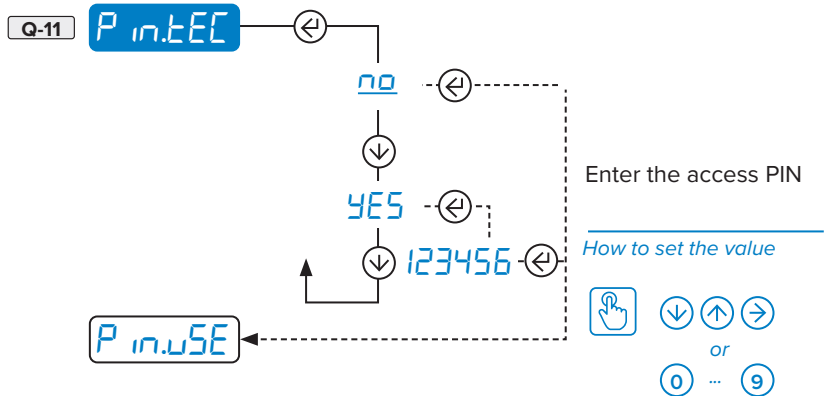 Q-11 P in.tEC
no
Enter the access PIN
YES
How to set the value
123456
P in.uSE
or
0 ... 9